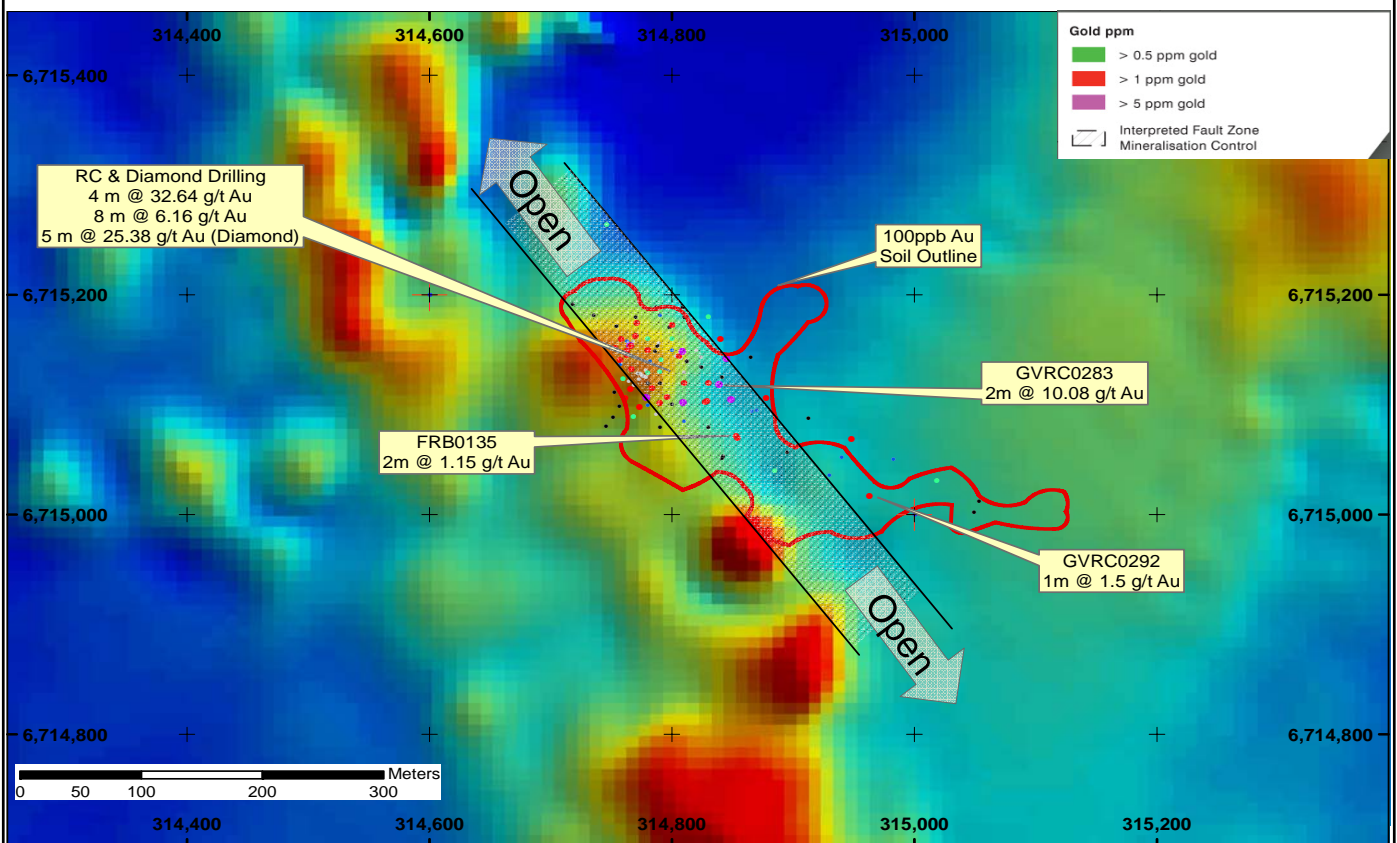 314,400
314,600
314,800
315,000
Gold ppm
> 0.5 ppm gold
> 1 ppm gold
> 5 ppm gold
Interpreted Fault Zone
Mineralisation Control
6,715,400
RC & Diamond Drilling
4 m @ 32.64 g/t Au
8 m @ 6.16 g/t Au
5 m @ 25.38 g/t Au (Diamond)
Open
100ppb Au
Soil Outline
6,715,200
6,715,200
GVRC0283
2m @ 10.08 g/t Au
FRB0135
2m @ 1.15 g/t Au
6,715,000
6,715,000
GVRC0292
1m @ 1.5 g/t Au
Open
6,714,800
6,714,800
Meters
0 50 100 200 300
314,400
314,600
314,800
315,000
315,200